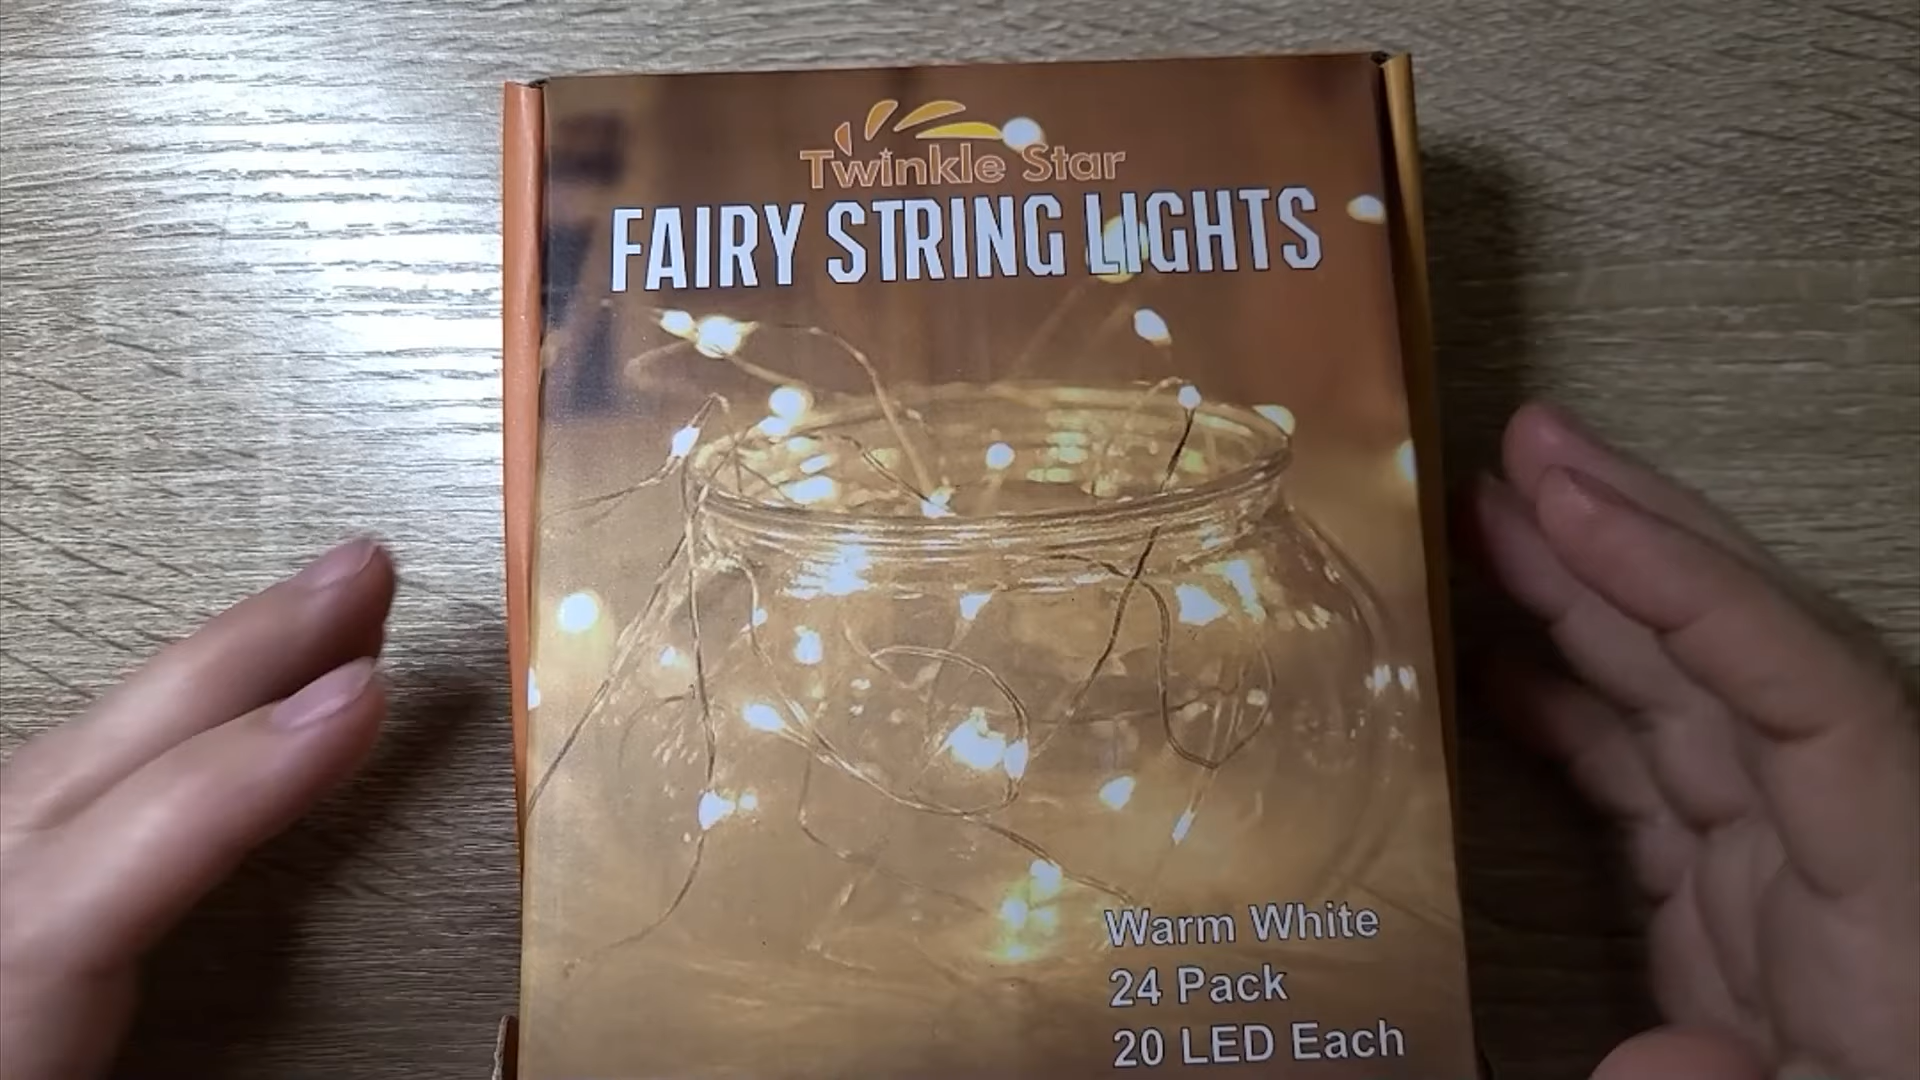 Twinkle Star
FAIRY STRING LIGHTS
Warm White
24 Pack
20 LED Each